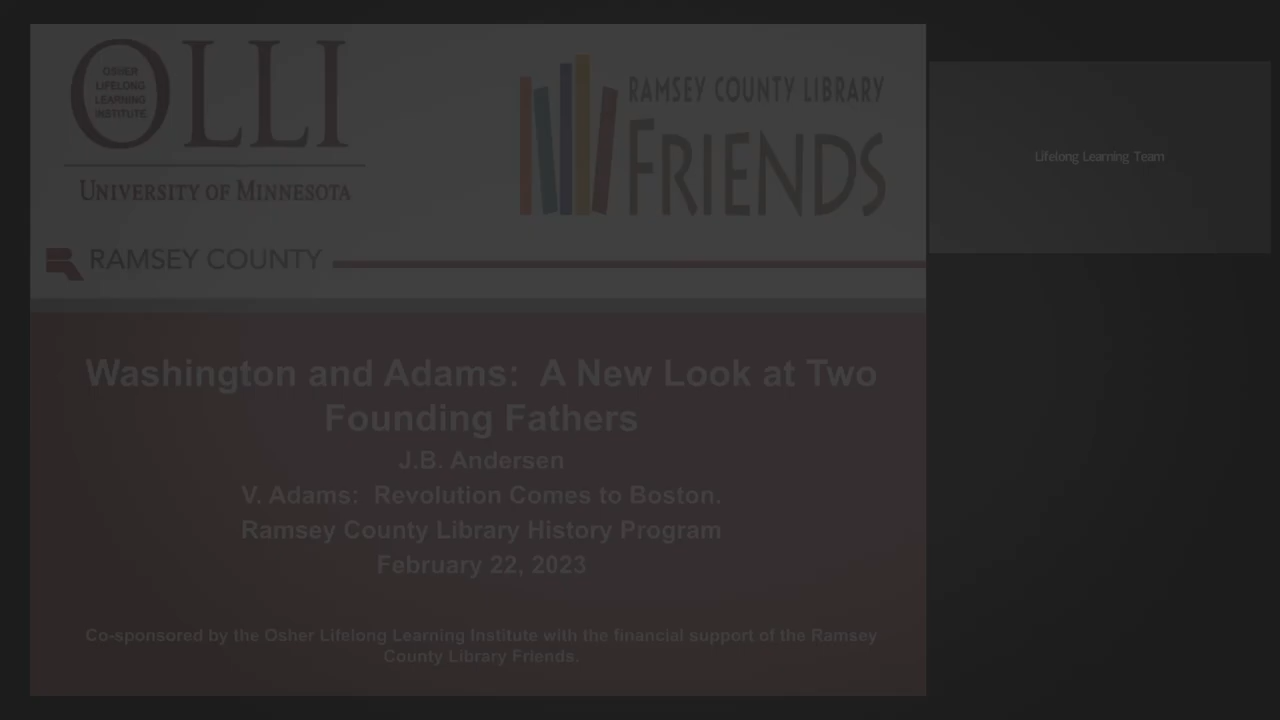 OLLI
OSHER
LIFELONG
LEARNING
INSTITUTE
UNIVERSITY OF MINNESOTA
RAMSEY COUNTY LIBRARY
FRIENDS
RAMSEY COUNTY
Lifelong Learning Team
Washington and Adams:  A New Look at Two
Founding Fathers
J.B. Andersen
V. Adams:  Revolution Comes to Boston.
Ramsey County Library History Program
February 22, 2023
Co-sponsored by the Osher Lifelong Learning Institute with the financial support of the Ramsey
County Library Friends.